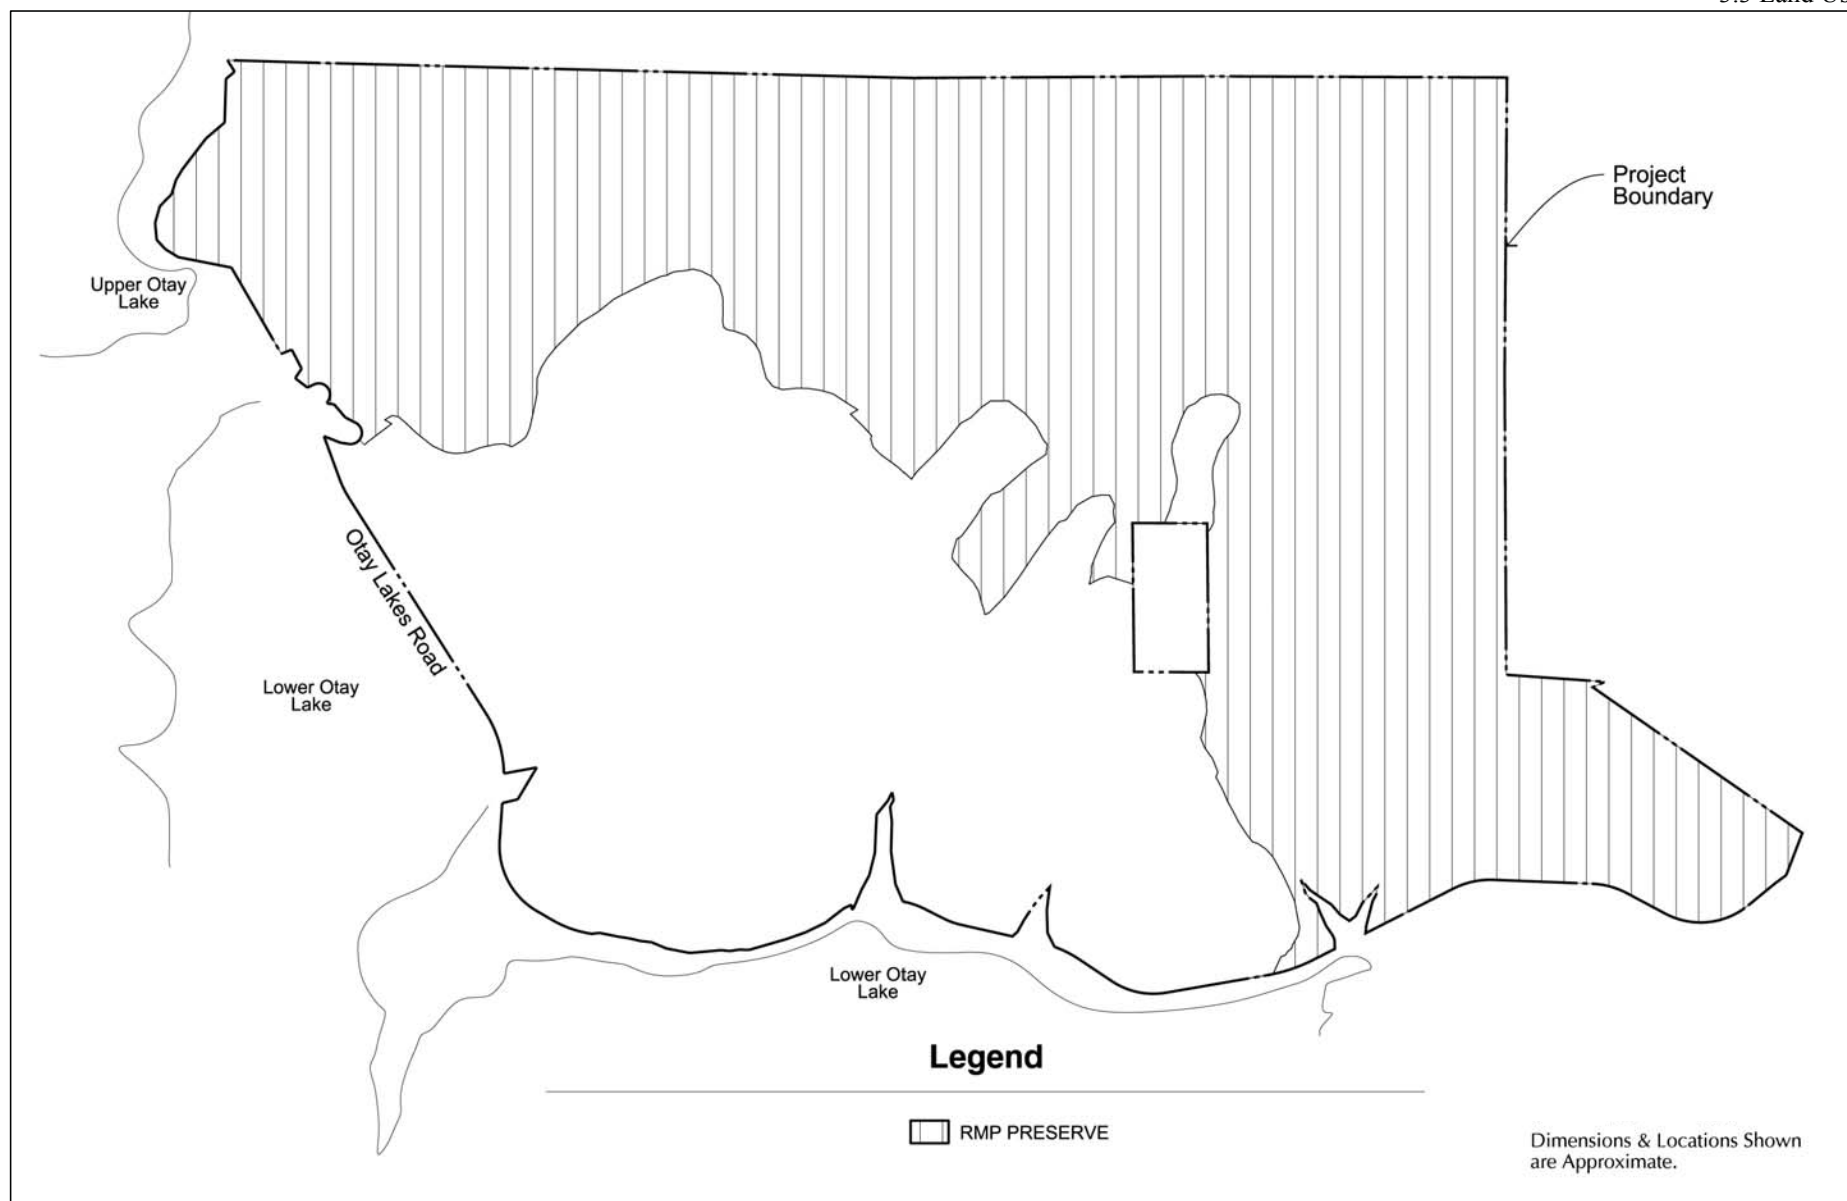 Project
Boundary
Upper Otay
Lake
Otay Lakes Road
Lower Otay
Lake
Lower Otay
Lake
Legend
RMP PRESERVE
Dimensions & Locations Shown
are Approximate.